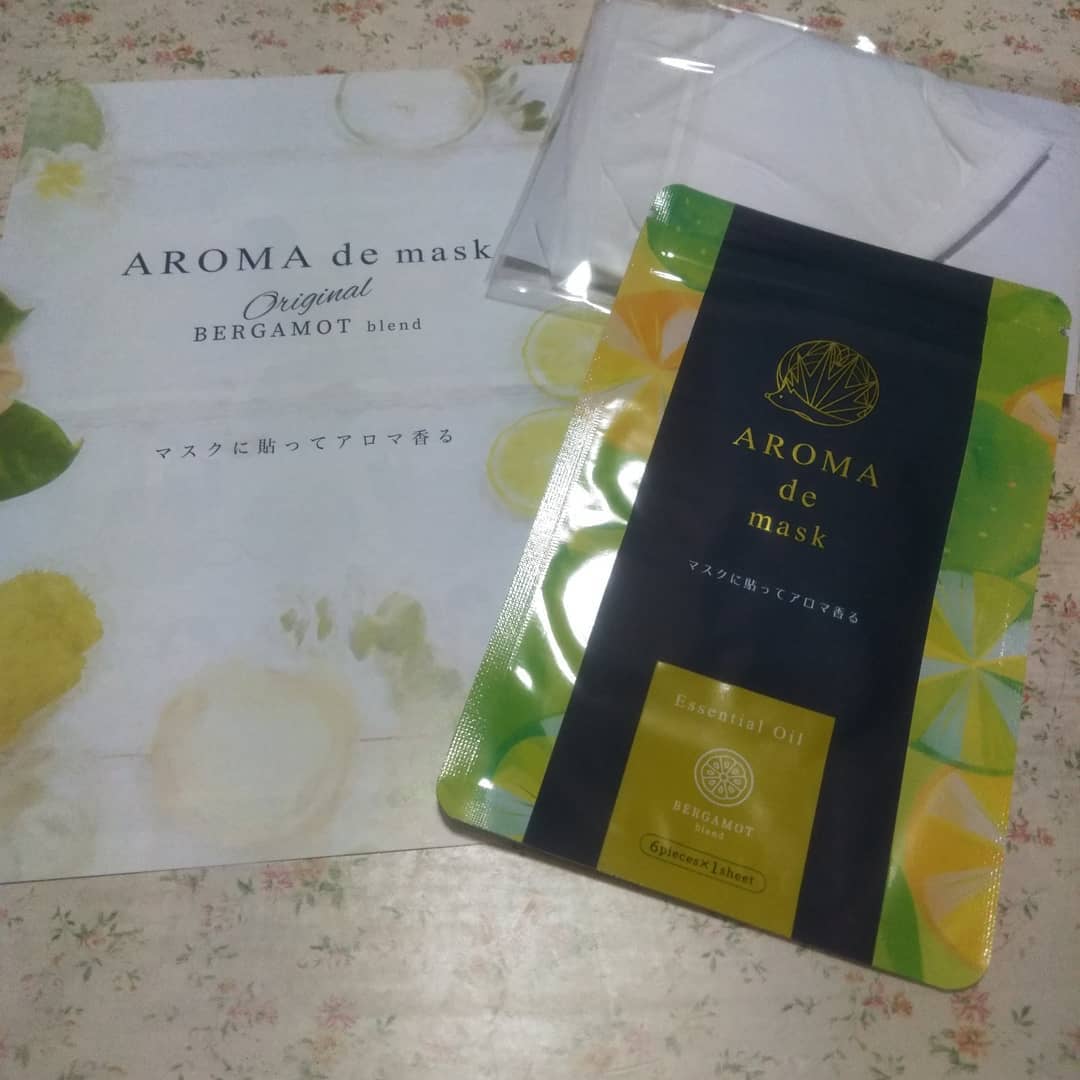 AROMA de mask
Original
BERGAMOT blend
マスクに貼ってアロマ香る
AROMA
de
mask
マスクに貼ってアロマ香る
Essential Oil
BERGAMOT
blend
6pieces×1sheet